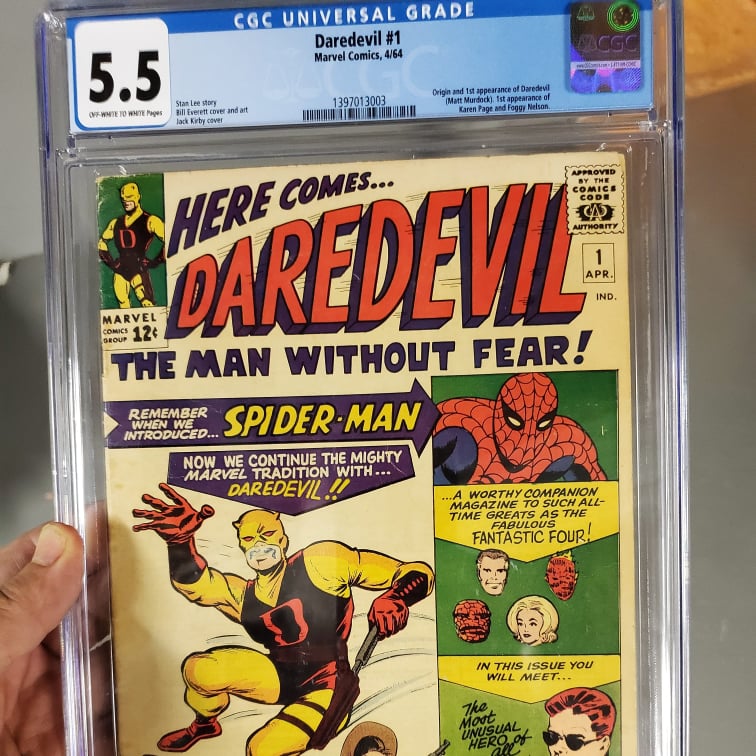 CGC UNIVERSAL GRADE
5.5
OFF-WHITE TO WHITE Pages
Daredevil #1
Marvel Comics, 4/64
Stan Lee story
Bill Everett cover and art
Jack Kirby cover
1397013003
Origin and 1st appearance of Daredevil
(Matt Murdock). 1st appearance of
Karen Page and Foggy Nelson.
CGC
HERE COMES...
DAREDEVIL
APPROVED
BY THE
COMICS
CODE
CA
AUTHORITY
1
APR.
IND.
D
MARVEL
COMICS
GROUP
12¢
THE MAN WITHOUT FEAR!
REMEMBER
WHEN WE
INTRODUCED...
SPIDER-MAN
NOW WE CONTINUE THE MIGHTY
MARVEL TRADITION WITH...
DAREDEVIL!!
...A WORTHY COMPANION
MAGAZINE TO SUCH ALL-
TIME GREATS AS THE
FABULOUS
FANTASTIC FOUR!
D
IN THIS ISSUE YOU
WILL MEET...
The
Most
UNUSUAL
HERO of
all